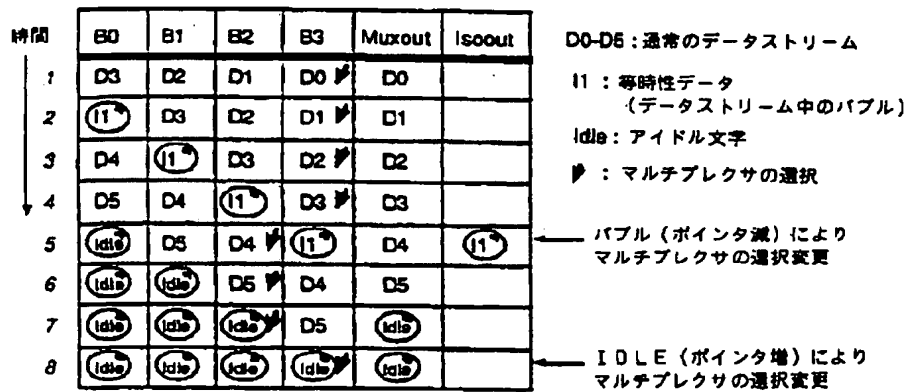 時間
B0 B1 B2 B3 Muxout Isoout
1 D3 D2 D1 D0 D0
2 I1 D3 D2 D1 D1
3 D4 I1 D3 D2 D2
4 D5 D4 I1 D3 D3
5 Idle D5 D4 I1 D4 I1
6 Idle Idle D5 D4 D5
7 Idle Idle Idle D5 Idle
8 Idle Idle Idle Idle Idle
D0-D5:通常のデータストリーム
I1:等時性データ
(データストリーム中のバブル)
Idle:アイドル文字
:マルチプレクサの選択
バブル(ポインタ減)により
マルチプレクサの選択変更
IDLE(ポインタ増)により
マルチプレクサの選択変更